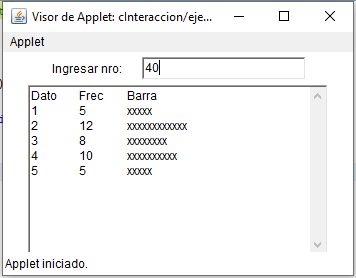 Visor de Applet: cInteraccion/eje...
Applet
Ingresar nro: 40
Dato Frec Barra
1 5 xxxxx
2 12 xxxxxxxxxxxx
3 8 xxxxxxxx
4 10 xxxxxxxxxx
5 5 xxxxx
Applet iniciado.